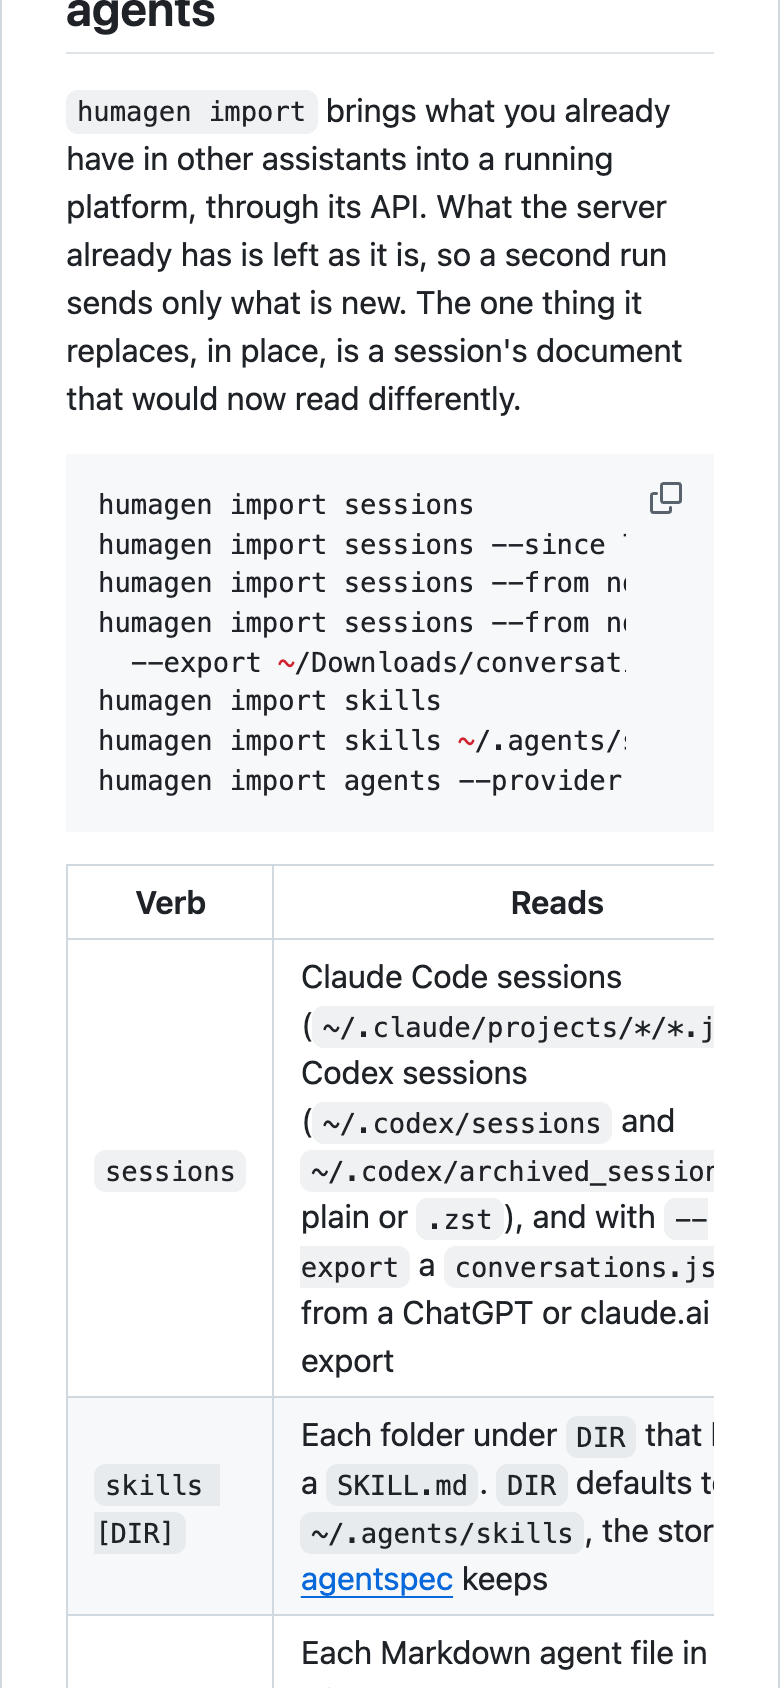 agents
humagen import brings what you already
have in other assistants into a running
platform, through its API. What the server
already has is left as it is, so a second run
sends only what is new. The one thing it
replaces, in place, is a session's document
that would now read differently.
humagen import sessions
humagen import sessions --since
humagen import sessions --from
humagen import sessions --from
--export ~/Downloads/conversat
humagen import skills
humagen import skills ~/.agents/
humagen import agents --provider
Verb
Reads
sessions
Claude Code sessions
(~/.claude/projects/*/*.j
Codex sessions
(~/.codex/sessions and
~/.codex/archived_session
plain or .zst), and with --
export a conversations.js
from a ChatGPT or claude.ai
export
skills
[DIR]
Each folder under DIR that
a SKILL.md. DIR defaults
~/.agents/skills, the stor
agentspec keeps
Each Markdown agent file in